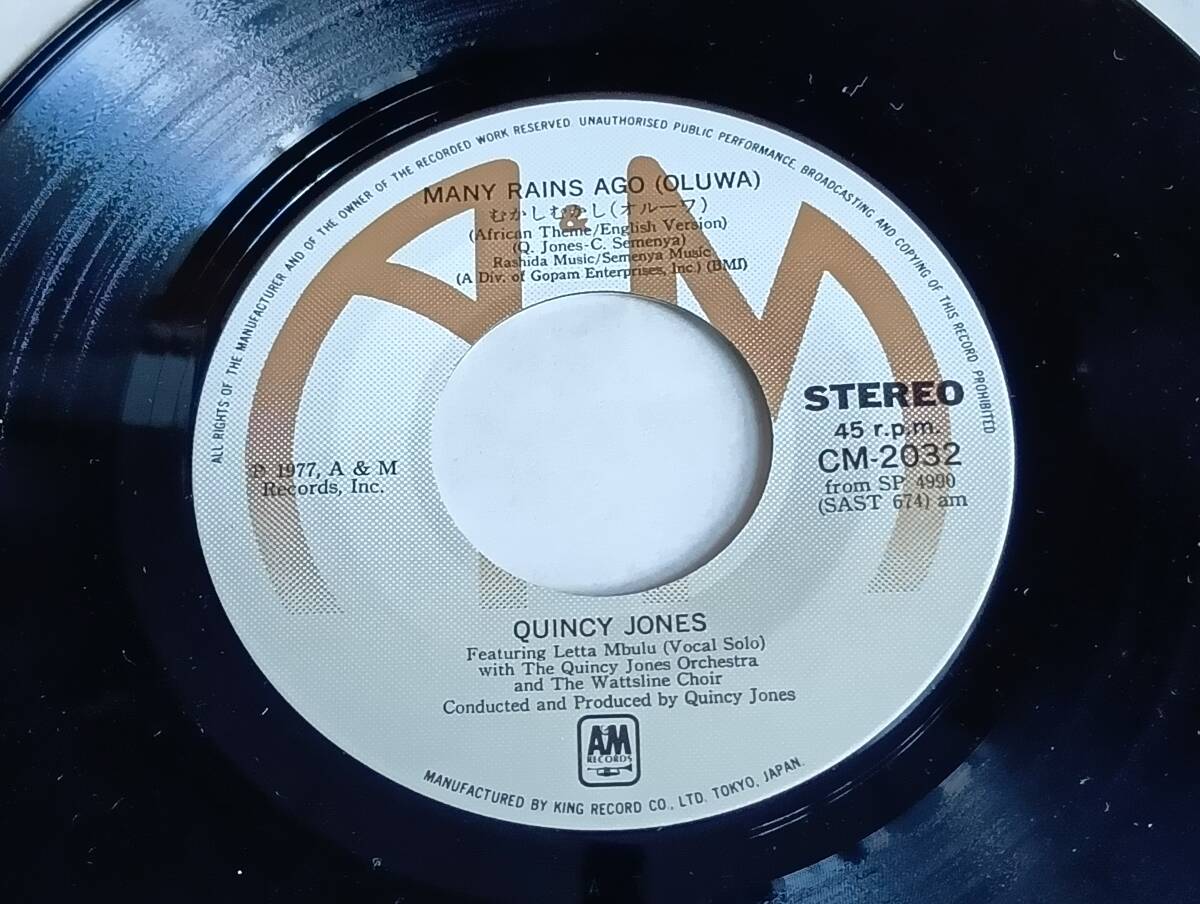 ALL RIGHTS OF THE MANUFACTURER AND OF THE OWNER OF THE RECORDED WORK RESERVED. UNAUTHORISED PUBLIC PERFORMANCE, BROADCASTING AND COPYING OF THIS RECORD PROHIBITED
MANY RAINS AGO (OLUWA)
むかしむかし(オルーワ)
(African Theme/English Version)
(Q. Jones-C. Semenya)
Rashida Music/Semenya Music
(A Div. of Gopam Enterprises, Inc.) (BMI)
A&M
STEREO
45 r.p.m.
CM-2032
from SP 4990
(SAST 674) am
P. 1977, A & M
Records, Inc.
QUINCY JONES
Featuring Letta Mbulu (Vocal Solo)
with The Quincy Jones Orchestra
and The Wattsline Choir
Conducted and Produced by Quincy Jones
A&M
RECORDS
MANUFACTURED BY KING RECORD CO., LTD. TOKYO, JAPAN.